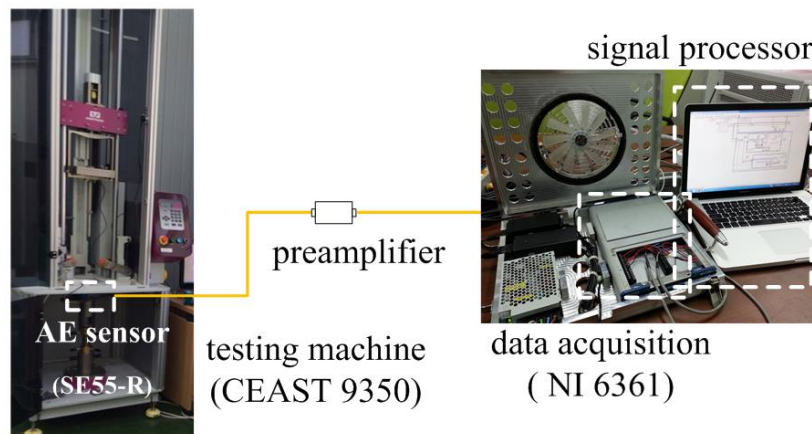 signal processor
preamplifier
AE sensor
(SE55-R)
testing machine
(CEAST 9350)
data acquisition
( NI 6361)